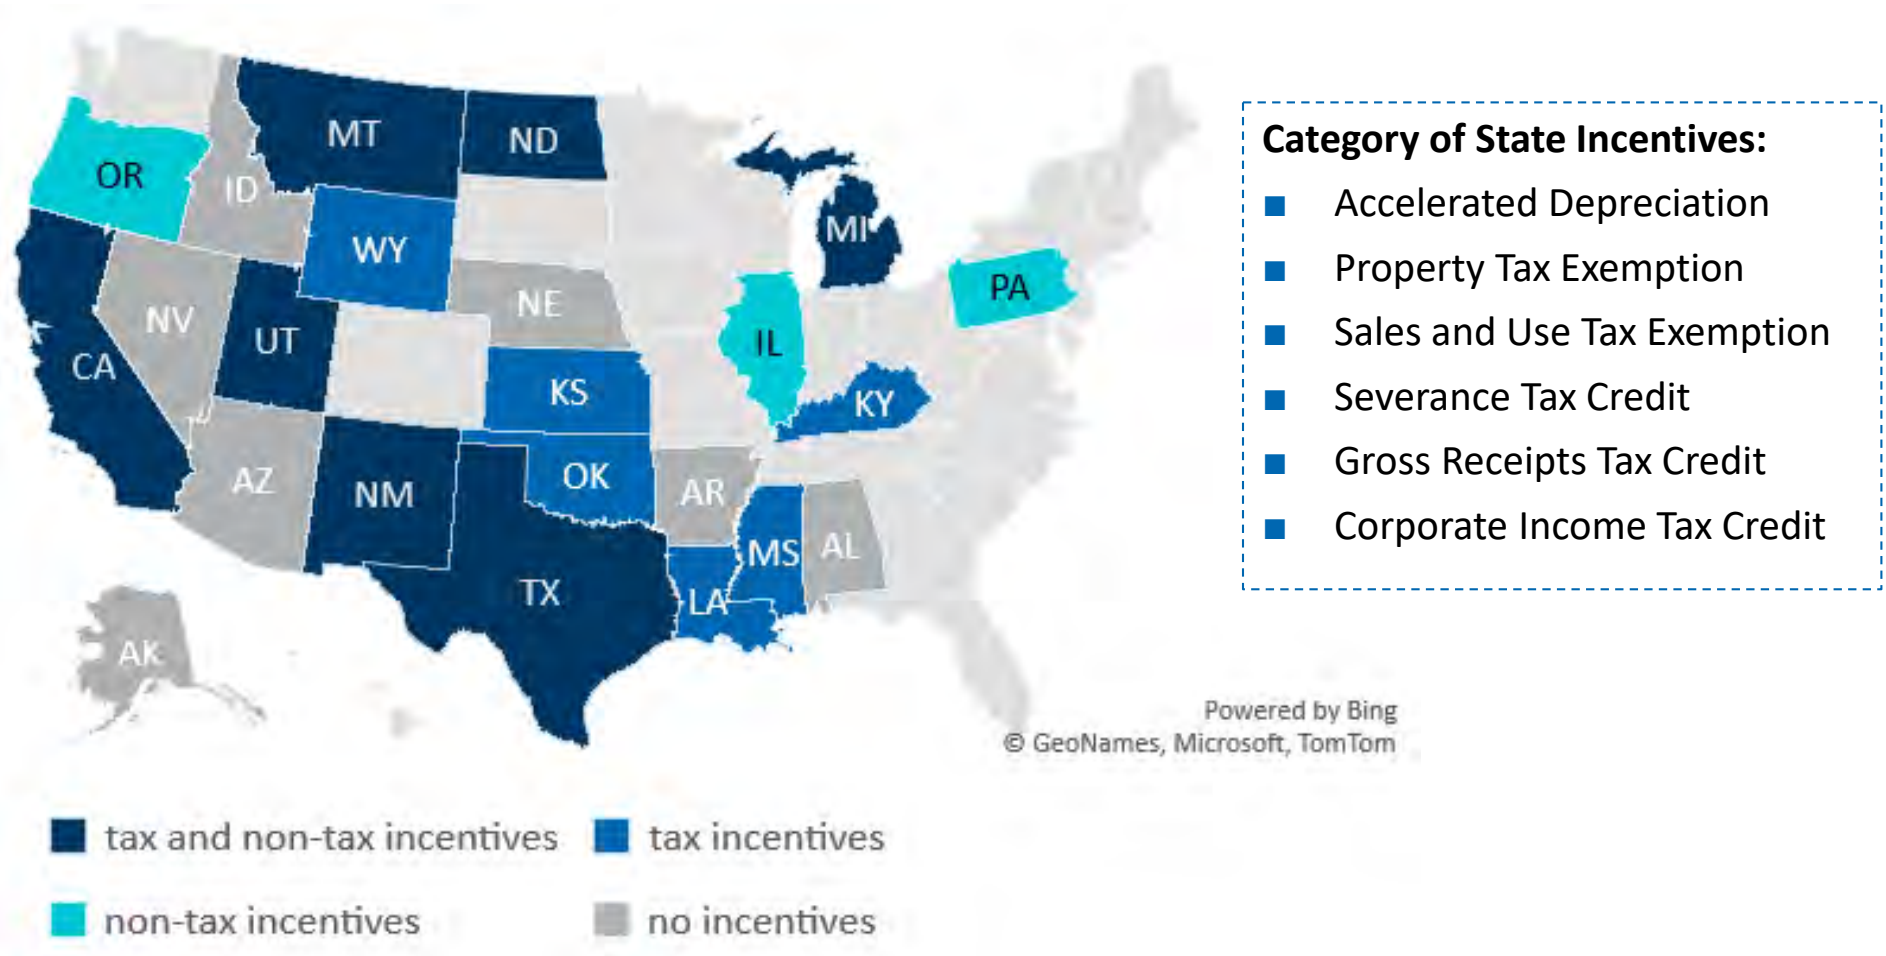 MT
ND
OR
ID
MI
WY
PA
NE
NV
UT
IL
CA
KS
KY
AZ
NM
OK
AR
MS
AL
TX
LA
AK
Powered by Bing
© GeoNames, Microsoft, TomTom
tax and non-tax incentives
tax incentives
non-tax incentives
no incentives
Category of State Incentives:
■ Accelerated Depreciation
■ Property Tax Exemption
■ Sales and Use Tax Exemption
■ Severance Tax Credit
■ Gross Receipts Tax Credit
■ Corporate Income Tax Credit